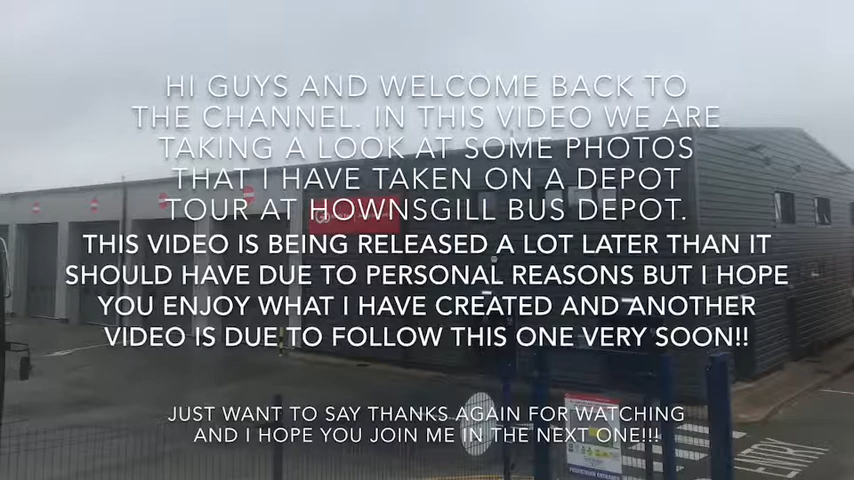 HI GUYS AND WELCOME BACK TO
THE CHANNEL. IN THIS VIDEO WE ARE
TAKING A LOOK AT SOME PHOTOS
THAT I HAVE TAKEN ON A DEPOT
TOUR AT HOWNSGILL BUS DEPOT.
THIS VIDEO IS BEING RELEASED A LOT LATER THAN IT
SHOULD HAVE DUE TO PERSONAL REASONS BUT I HOPE
YOU ENJOY WHAT I HAVE CREATED AND ANOTHER
VIDEO IS DUE TO FOLLOW THIS ONE VERY SOON!!
JUST WANT TO SAY THANKS AGAIN FOR WATCHING
AND I HOPE YOU JOIN ME IN THE NEXT ONE!!!
PEDESTRIAN ENTRANCE
ENTRY